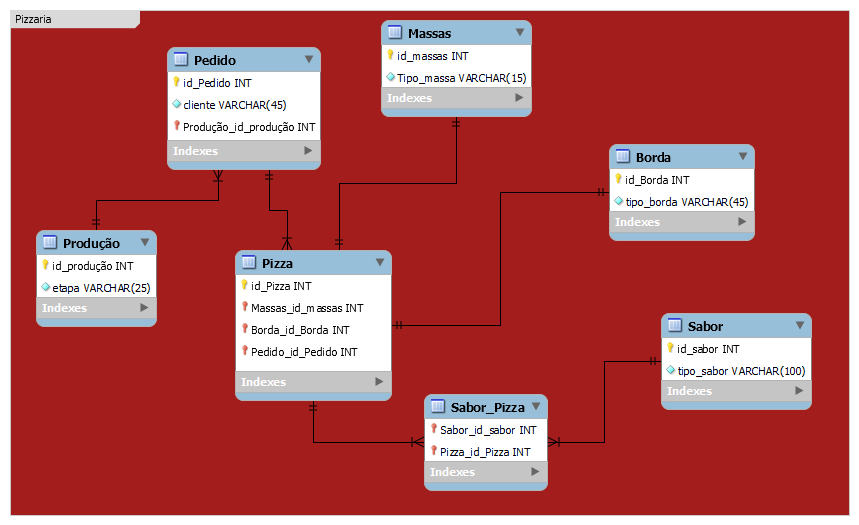 Pizzaria
Massas
id_massas INT
Tipo_massa VARCHAR(15)
Indexes
Pedido
id_Pedido INT
cliente VARCHAR(45)
Produção_id_produção INT
Indexes
Borda
id_Borda INT
tipo_borda VARCHAR(45)
Indexes
Produção
id_produção INT
etapa VARCHAR(25)
Indexes
Pizza
id_Pizza INT
Massas_id_massas INT
Borda_id_Borda INT
Pedido_id_Pedido INT
Indexes
Sabor
id_sabor INT
tipo_sabor VARCHAR(100)
Indexes
Sabor_Pizza
Sabor_id_sabor INT
Pizza_id_Pizza INT
Indexes